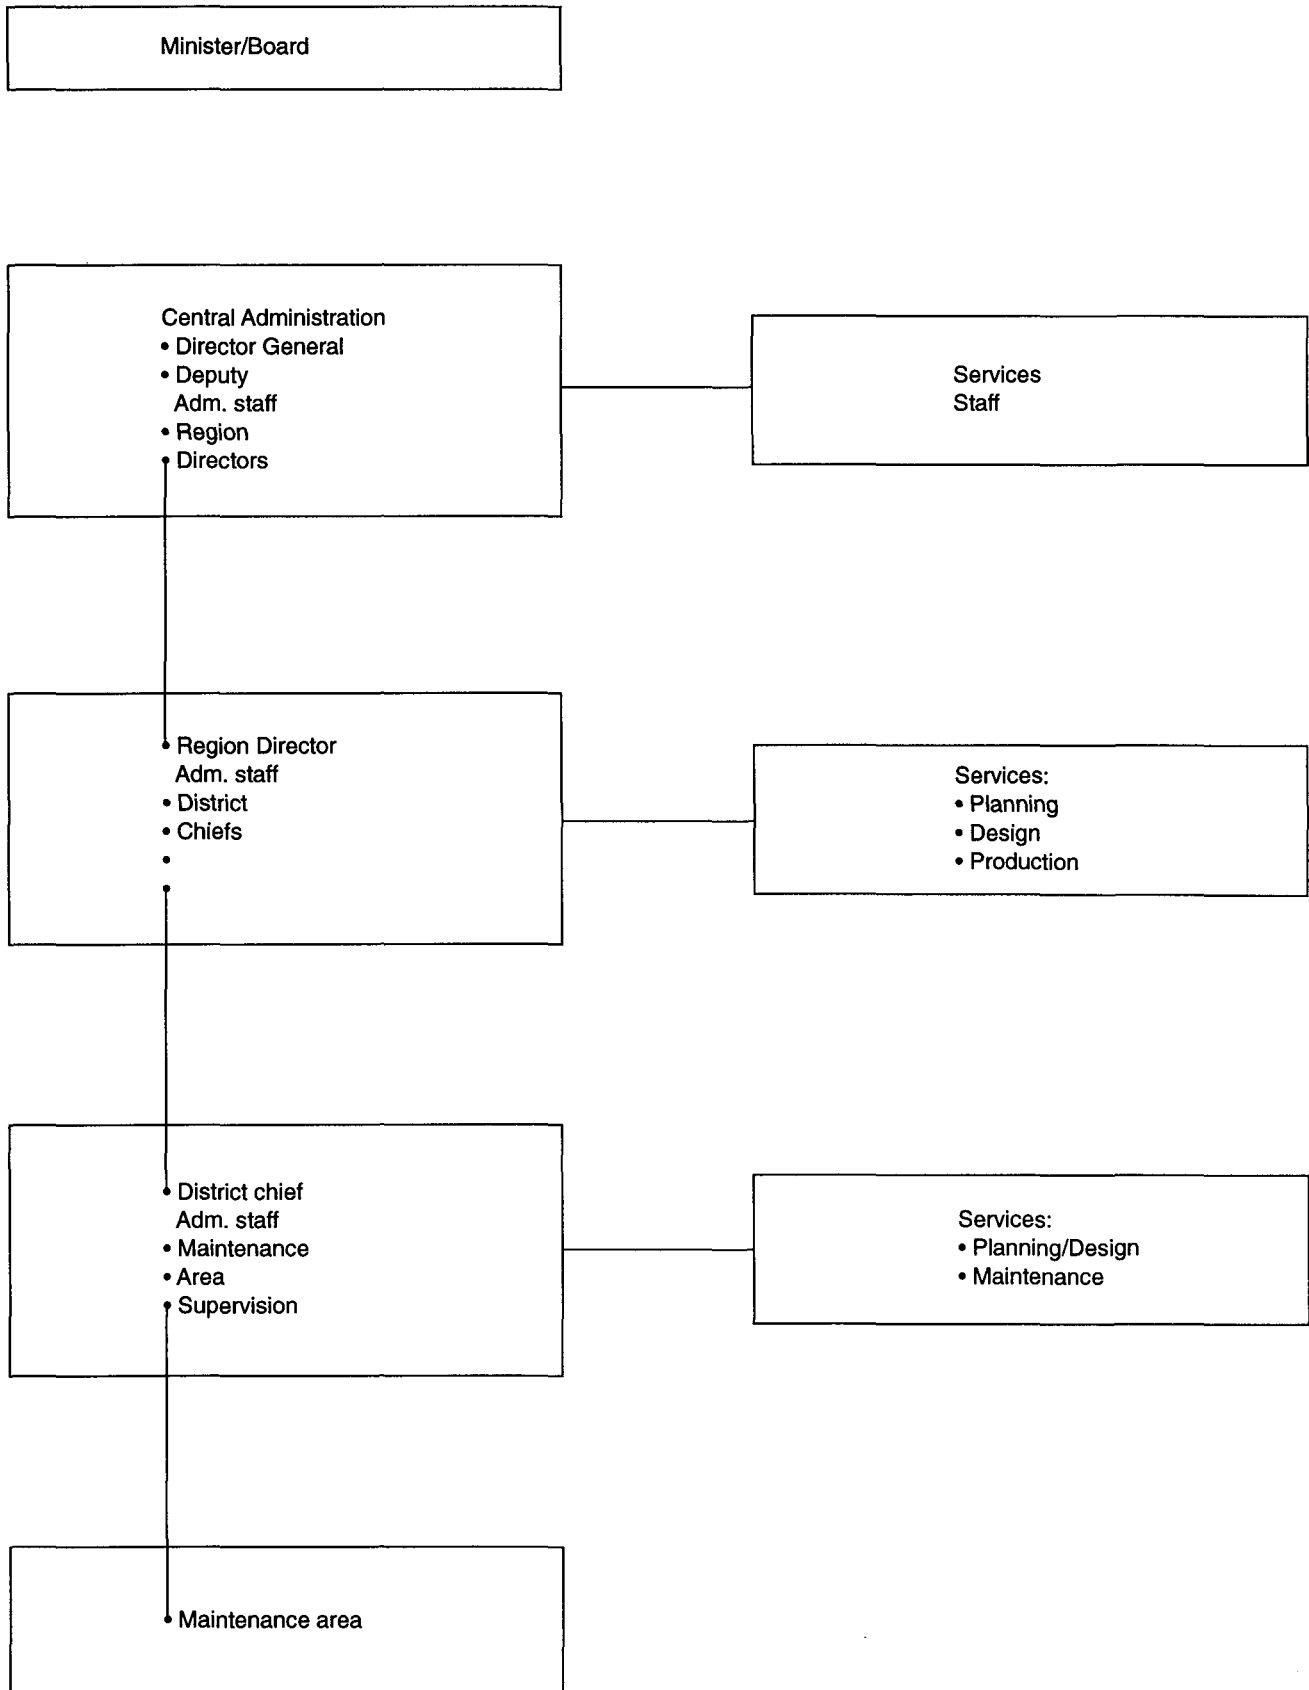 Minister/Board
Central Administration
• Director General
• Deputy
Adm. staff
• Region
• Directors
Services
Staff
• Region Director
Adm. staff
• District
• Chiefs
•
•
Services:
• Planning
• Design
• Production
• District chief
Adm. staff
• Maintenance
• Area
• Supervision
Services:
• Planning/Design
• Maintenance
• Maintenance area